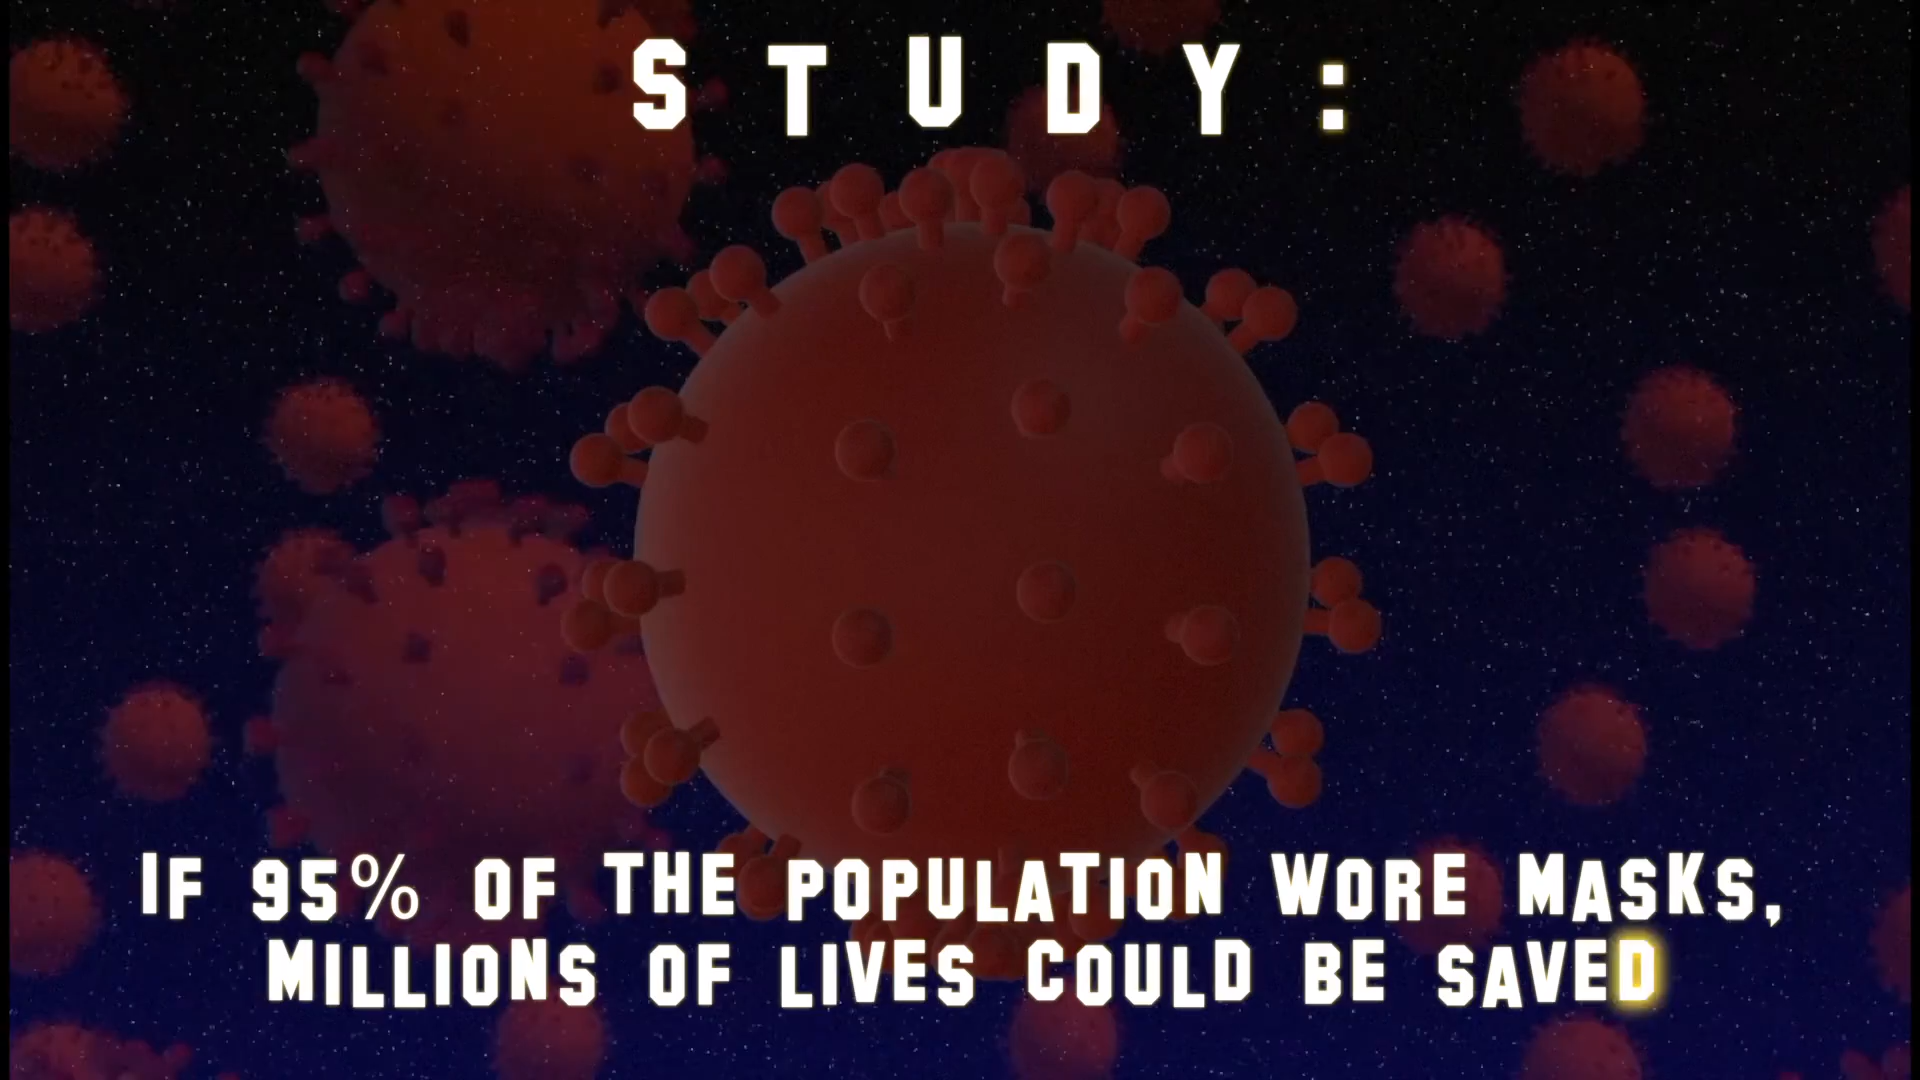 STUDY:
IF 95% OF THE POPULATION WORE MASKS,
MILLIONS OF LIVES COULD BE SAVED